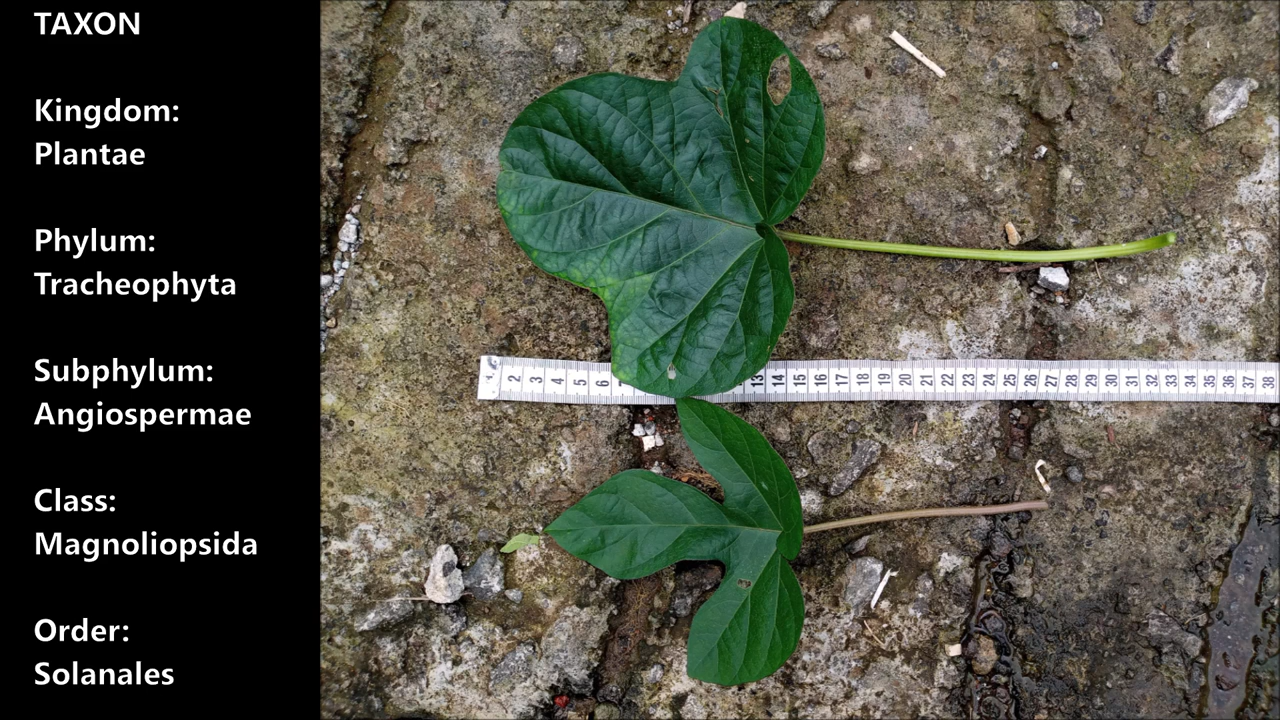 TAXON
Kingdom:
Plantae
Phylum:
Tracheophyta
Subphylum:
Angiospermae
Class:
Magnoliopsida
Order:
Solanales
2 3 4 5 6 13 14 15 16 17 18 19 20 21 22 23 24 25 26 27 28 29 30 31 32 33 34 35 36 37 38